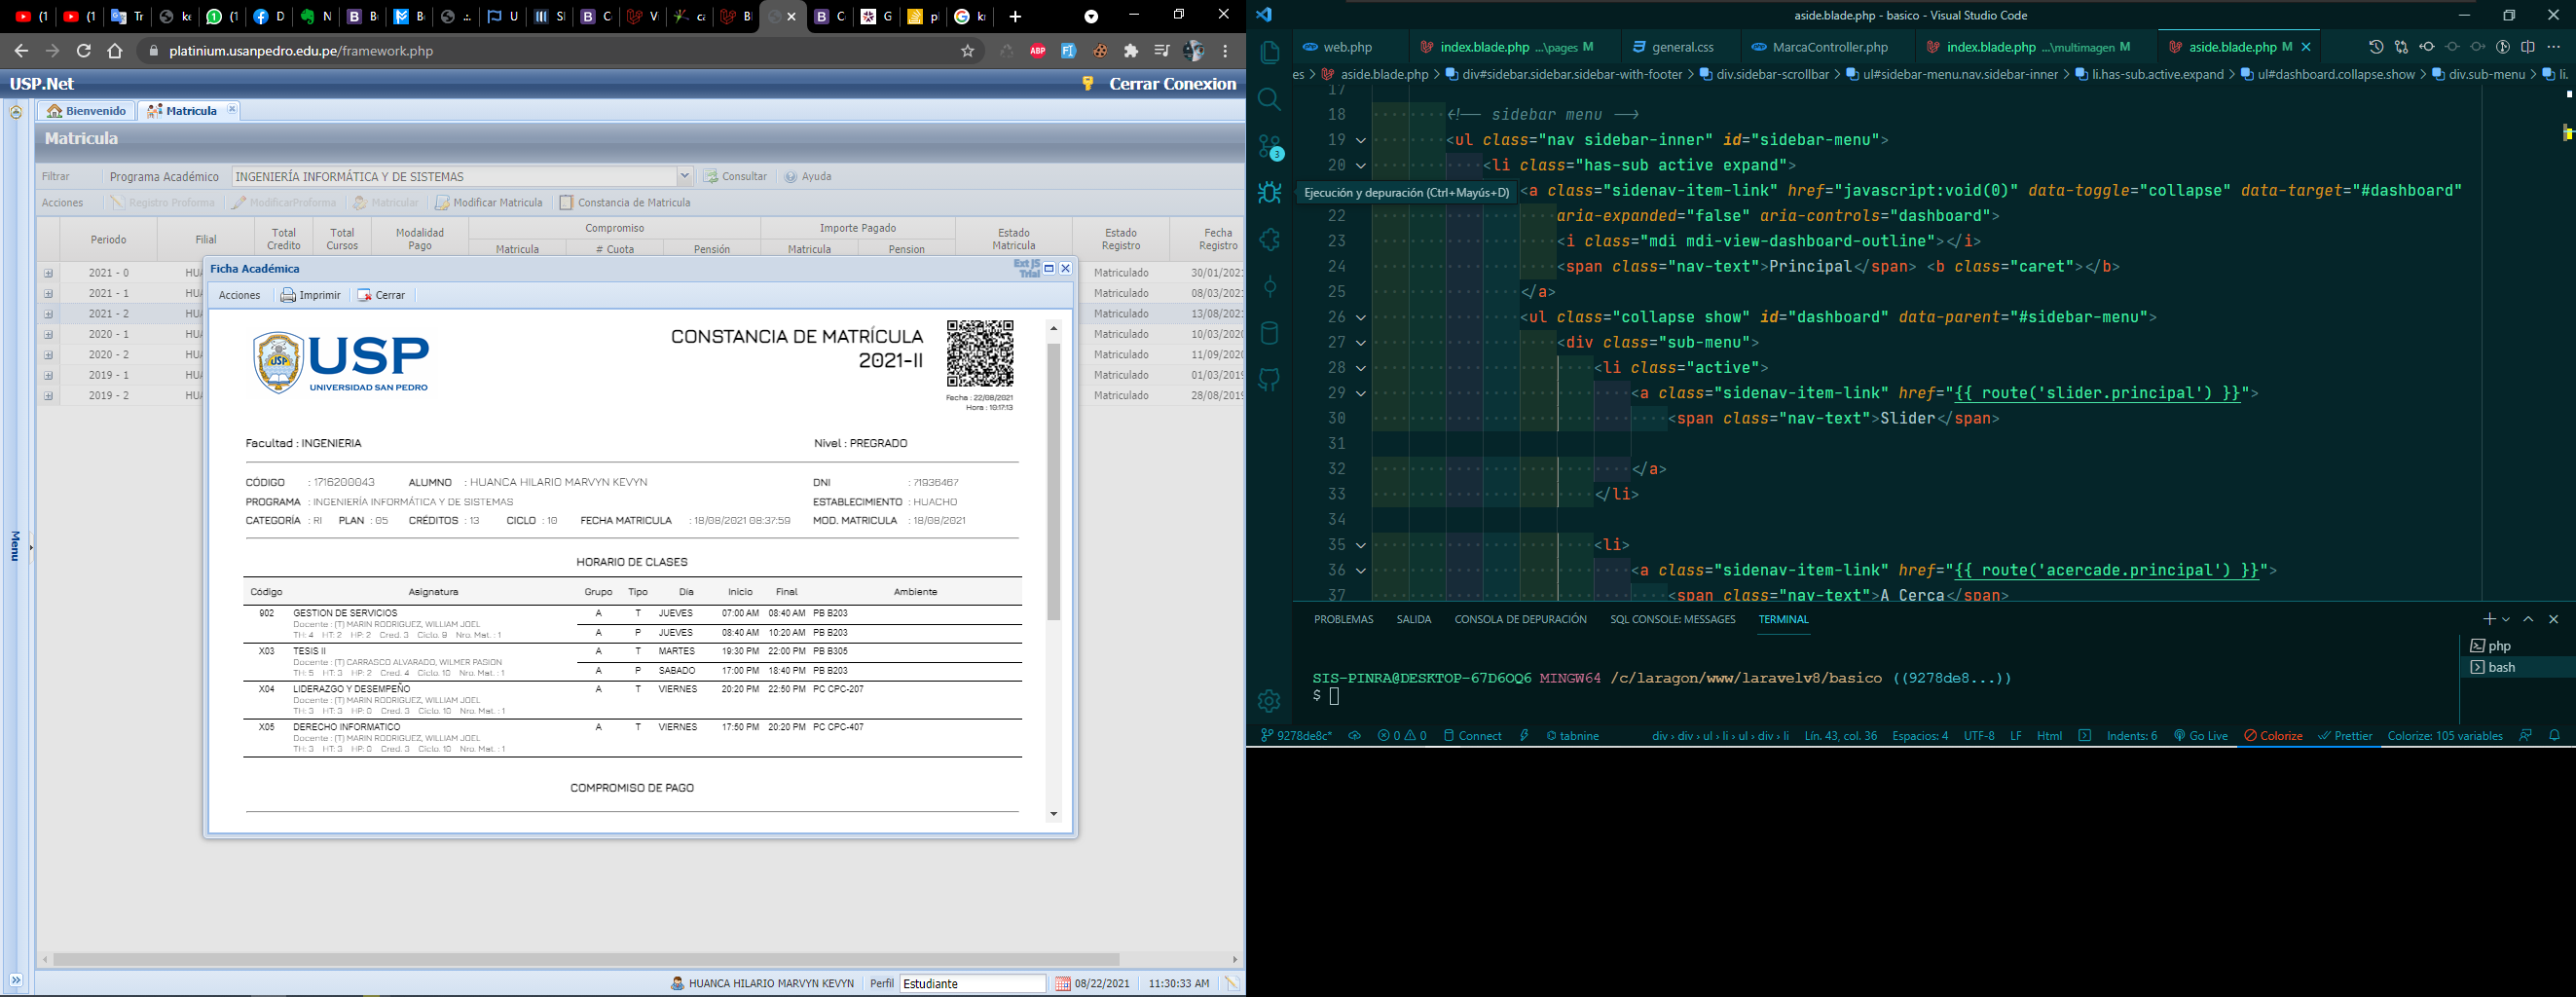 platinium.usanpedro.edu.pe/framework.php
USP.Net
Cerrar Conexion
Bienvenido
Matricula
Matricula
Filtrar Programa Académico INGENIERÍA INFORMÁTICA Y DE SISTEMAS Consultar Ayuda
Acciones Registro Proforma ModificarProforma Matricular Modificar Matricula Constancia de Matricula
Periodo Filial Total Credito Total Cursos Modalidad Pago Compromiso Importe Pagado Estado Matricula Estado Registro Fecha Registro
Matricula # Cuota Pensión Matricula Pension
2021 - 0 Matriculado 30/01/2021
2021 - 1 Matriculado 08/03/202
2021 - 2 Matriculado 13/08/2021
2020 - 1 Matriculado 10/03/202
2020 - 2 Matriculado 11/09/202
2019 - 1 Matriculado 01/03/2019
2019 - 2 Matriculado 28/08/2019
Menu
Ficha Académica
Ext JS Trial
Acciones Imprimir Cerrar
USP
UNIVERSIDAD SAN PEDRO
CONSTANCIA DE MATRÍCULA
2021-II
Fecha : 22/08/2021
Hora : 10:17:13
Facultad : INGENIERIA Nivel : PREGRADO
CÓDIGO : 1716200043 ALUMNO : HUANCA HILARIO MARVYN KEVYN DNI : 71936467
PROGRAMA : INGENIERÍA INFORMÁTICA Y DE SISTEMAS ESTABLECIMIENTO : HUACHO
CATEGORÍA : RI PLAN : 05 CRÉDITOS : 13 CICLO : 10 FECHA MATRICULA : 18/08/2021 08:37:59 MOD. MATRICULA : 18/08/2021
HORARIO DE CLASES
Código Asignatura Grupo Tipo Dia Inicio Final Ambiente
902 GESTION DE SERVICIOS A T JUEVES 07:00 AM 08:40 AM PB B203
Docente : (T) MARIN RODRIGUEZ, WILLIAM JOEL
TH: 4 HT: 2 HP: 2 Cred. 3 Ciclo. 9 Nro. Mat. : 1 A P JUEVES 08:40 AM 10:20 AM PB B203
X03 TESIS II A T MARTES 19:30 PM 22:00 PM PB B305
Docente : (T) CARRASCO ALVARADO, WILMER PASION
TH: 5 HT: 3 HP: 2 Cred. 4 Ciclo. 10 Nro. Mat. : 1 A P SABADO 17:00 PM 18:40 PM PB B203
X04 LIDERAZGO Y DESEMPEÑO A T VIERNES 20:20 PM 22:50 PM PC CPC-207
Docente : (T) MARIN RODRIGUEZ, WILLIAM JOEL
TH: 3 HT: 3 HP: 0 Cred. 3 Ciclo. 10 Nro. Mat. : 1
X05 DERECHO INFORMATICO A T VIERNES 17:50 PM 20:20 PM PC CPC-407
Docente : (T) MARIN RODRIGUEZ, WILLIAM JOEL
TH: 3 HT: 3 HP: 0 Cred. 3 Ciclo. 10 Nro. Mat. : 1
COMPROMISO DE PAGO
HUANCA HILARIO MARVYN KEVYN Perfil Estudiante 08/22/2021 11:30:33 AM
aside.blade.php - basico - Visual Studio Code
web.php index.blade.php ...\pages M general.css MarcaController.php index.blade.php ...\multimagen M aside.blade.php M
es > aside.blade.php > div#sidebar.sidebar.sidebar-with-footer > div.sidebar-scrollbar > ul#sidebar-menu.nav.sidebar-inner > li.has-sub.active.expand > ul#dashboard.collapse.show > div.sub-menu > li.
17
18 <!-- sidebar menu -->
19 <ul class="nav sidebar-inner" id="sidebar-menu">
20 <li class="has-sub active expand">
Ejecución y depuración (Ctrl+Mayús+D)
<a class="sidenav-item-link" href="javascript:void(0)" data-toggle="collapse" data-target="#dashboard"
22 aria-expanded="false" aria-controls="dashboard">
23 <i class="mdi mdi-view-dashboard-outline"></i>
24 <span class="nav-text">Principal</span> <b class="caret"></b>
25 </a>
26 <ul class="collapse show" id="dashboard" data-parent="#sidebar-menu">
27 <div class="sub-menu">
28 <li class="active">
29 <a class="sidenav-item-link" href="{{ route('slider.principal') }}">
30 <span class="nav-text">Slider</span>
31
32 </a>
33 </li>
34
35 <li>
36 <a class="sidenav-item-link" href="{{ route('acercade.principal') }}">
37 <span class="nav-text">A Cerca</span>
PROBLEMAS SALIDA CONSOLA DE DEPURACIÓN SQL CONSOLE: MESSAGES TERMINAL
php
bash
SIS-PINRA@DESKTOP-67D6OQ6 MINGW64 /c/laragon/www/laravelv8/basico ((9278de8...))
$
9278de8c* 0 0 Connect tabnine div › div › ul › li › ul › div › li Lín. 43, col. 36 Espacios: 4 UTF-8 LF Html Indents: 6 Go Live Colorize Prettier Colorize: 105 variables